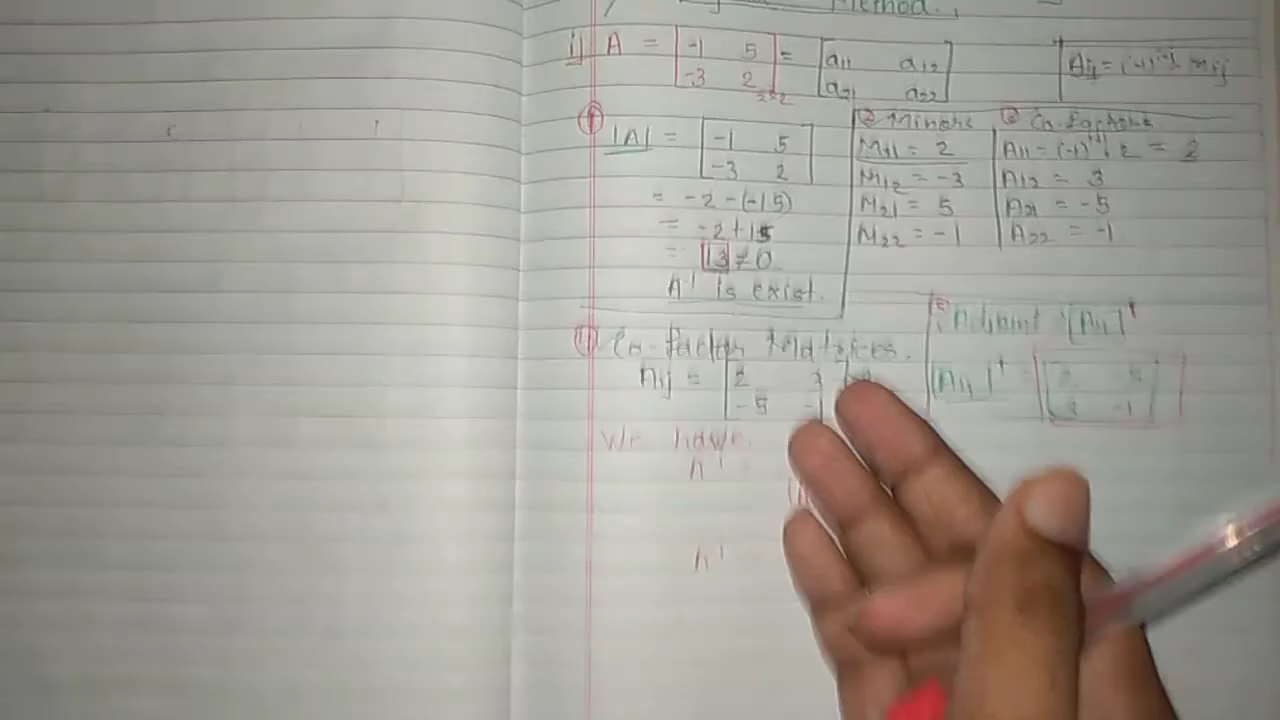 Method.
i) A = [-1 5 -3 2]2×2 = [a11 a12 a21 a22]
Aij = (-1)i+j. Mij
|A| = |-1 5
-3 2|
= -2 - (-15)
= -2 + 15
= 13 ≠ 0
A-1 is exist.
Minors
M11 = 2
M12 = -3
M21 = 5
M22 = -1
Co-factors
A11 = (-1)1+1. 2 = 2
A12 = 3
A21 = -5
A22 = -1
Co-factor Matrices.
Aij = [2 3
-5
Adjoint [Aij]t
[Aij]t = [2 -5
3 -1]
We have
A-1
A-1